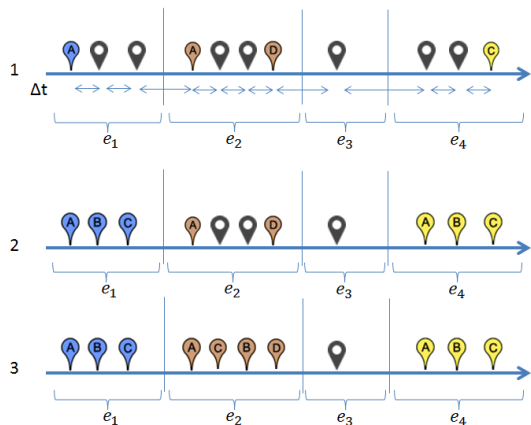 A A D C
1
Δt
e1 e2 e3 e4
A B C A D A B C
2
e1 e2 e3 e4
A B C A C B D A B C
3
e1 e2 e3 e4